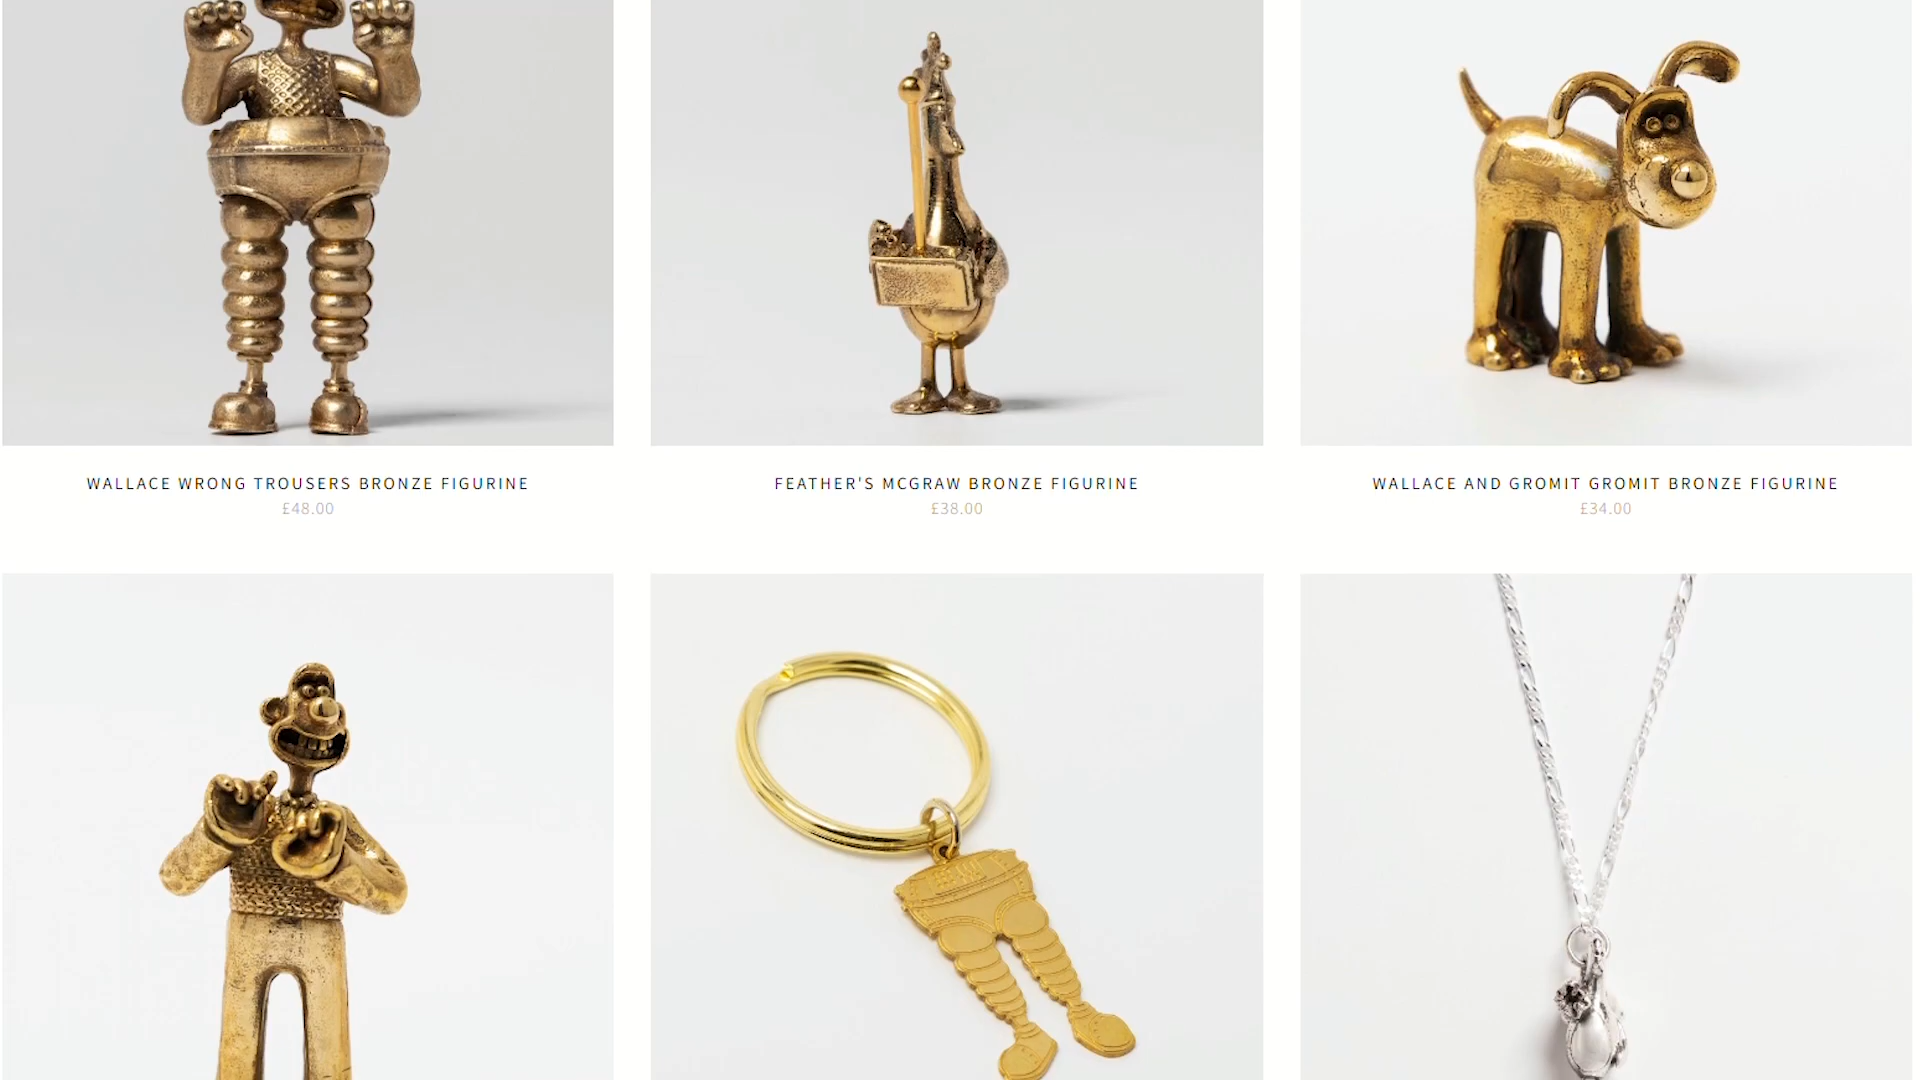 WALLACE WRONG TROUSERS BRONZE FIGURINE
£48.00
FEATHER'S MCGRAW BRONZE FIGURINE
£38.00
WALLACE AND GROMIT GROMIT BRONZE FIGURINE
£34.00